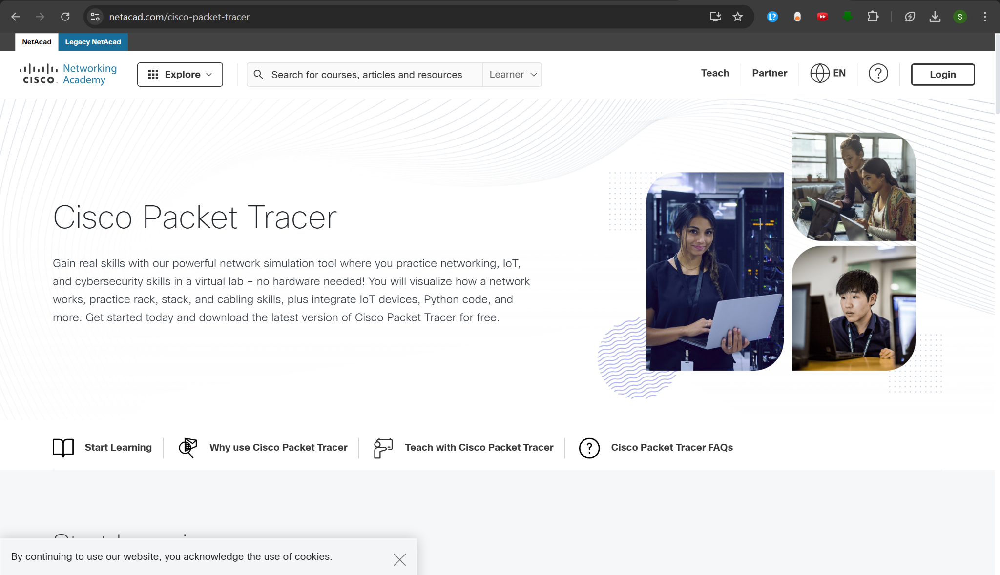 netacad.com/cisco-packet-tracer
S
NetAcad
Legacy NetAcad
CISCO
Networking
Academy
Explore
Search for courses, articles and resources
Learner
Teach
Partner
EN
?
Login
Cisco Packet Tracer
Gain real skills with our powerful network simulation tool where you practice networking, IoT,
and cybersecurity skills in a virtual lab – no hardware needed! You will visualize how a network
works, practice rack, stack, and cabling skills, plus integrate IoT devices, Python code, and
more. Get started today and download the latest version of Cisco Packet Tracer for free.
Start Learning
Why use Cisco Packet Tracer
Teach with Cisco Packet Tracer
?
Cisco Packet Tracer FAQs
By continuing to use our website, you acknowledge the use of cookies.